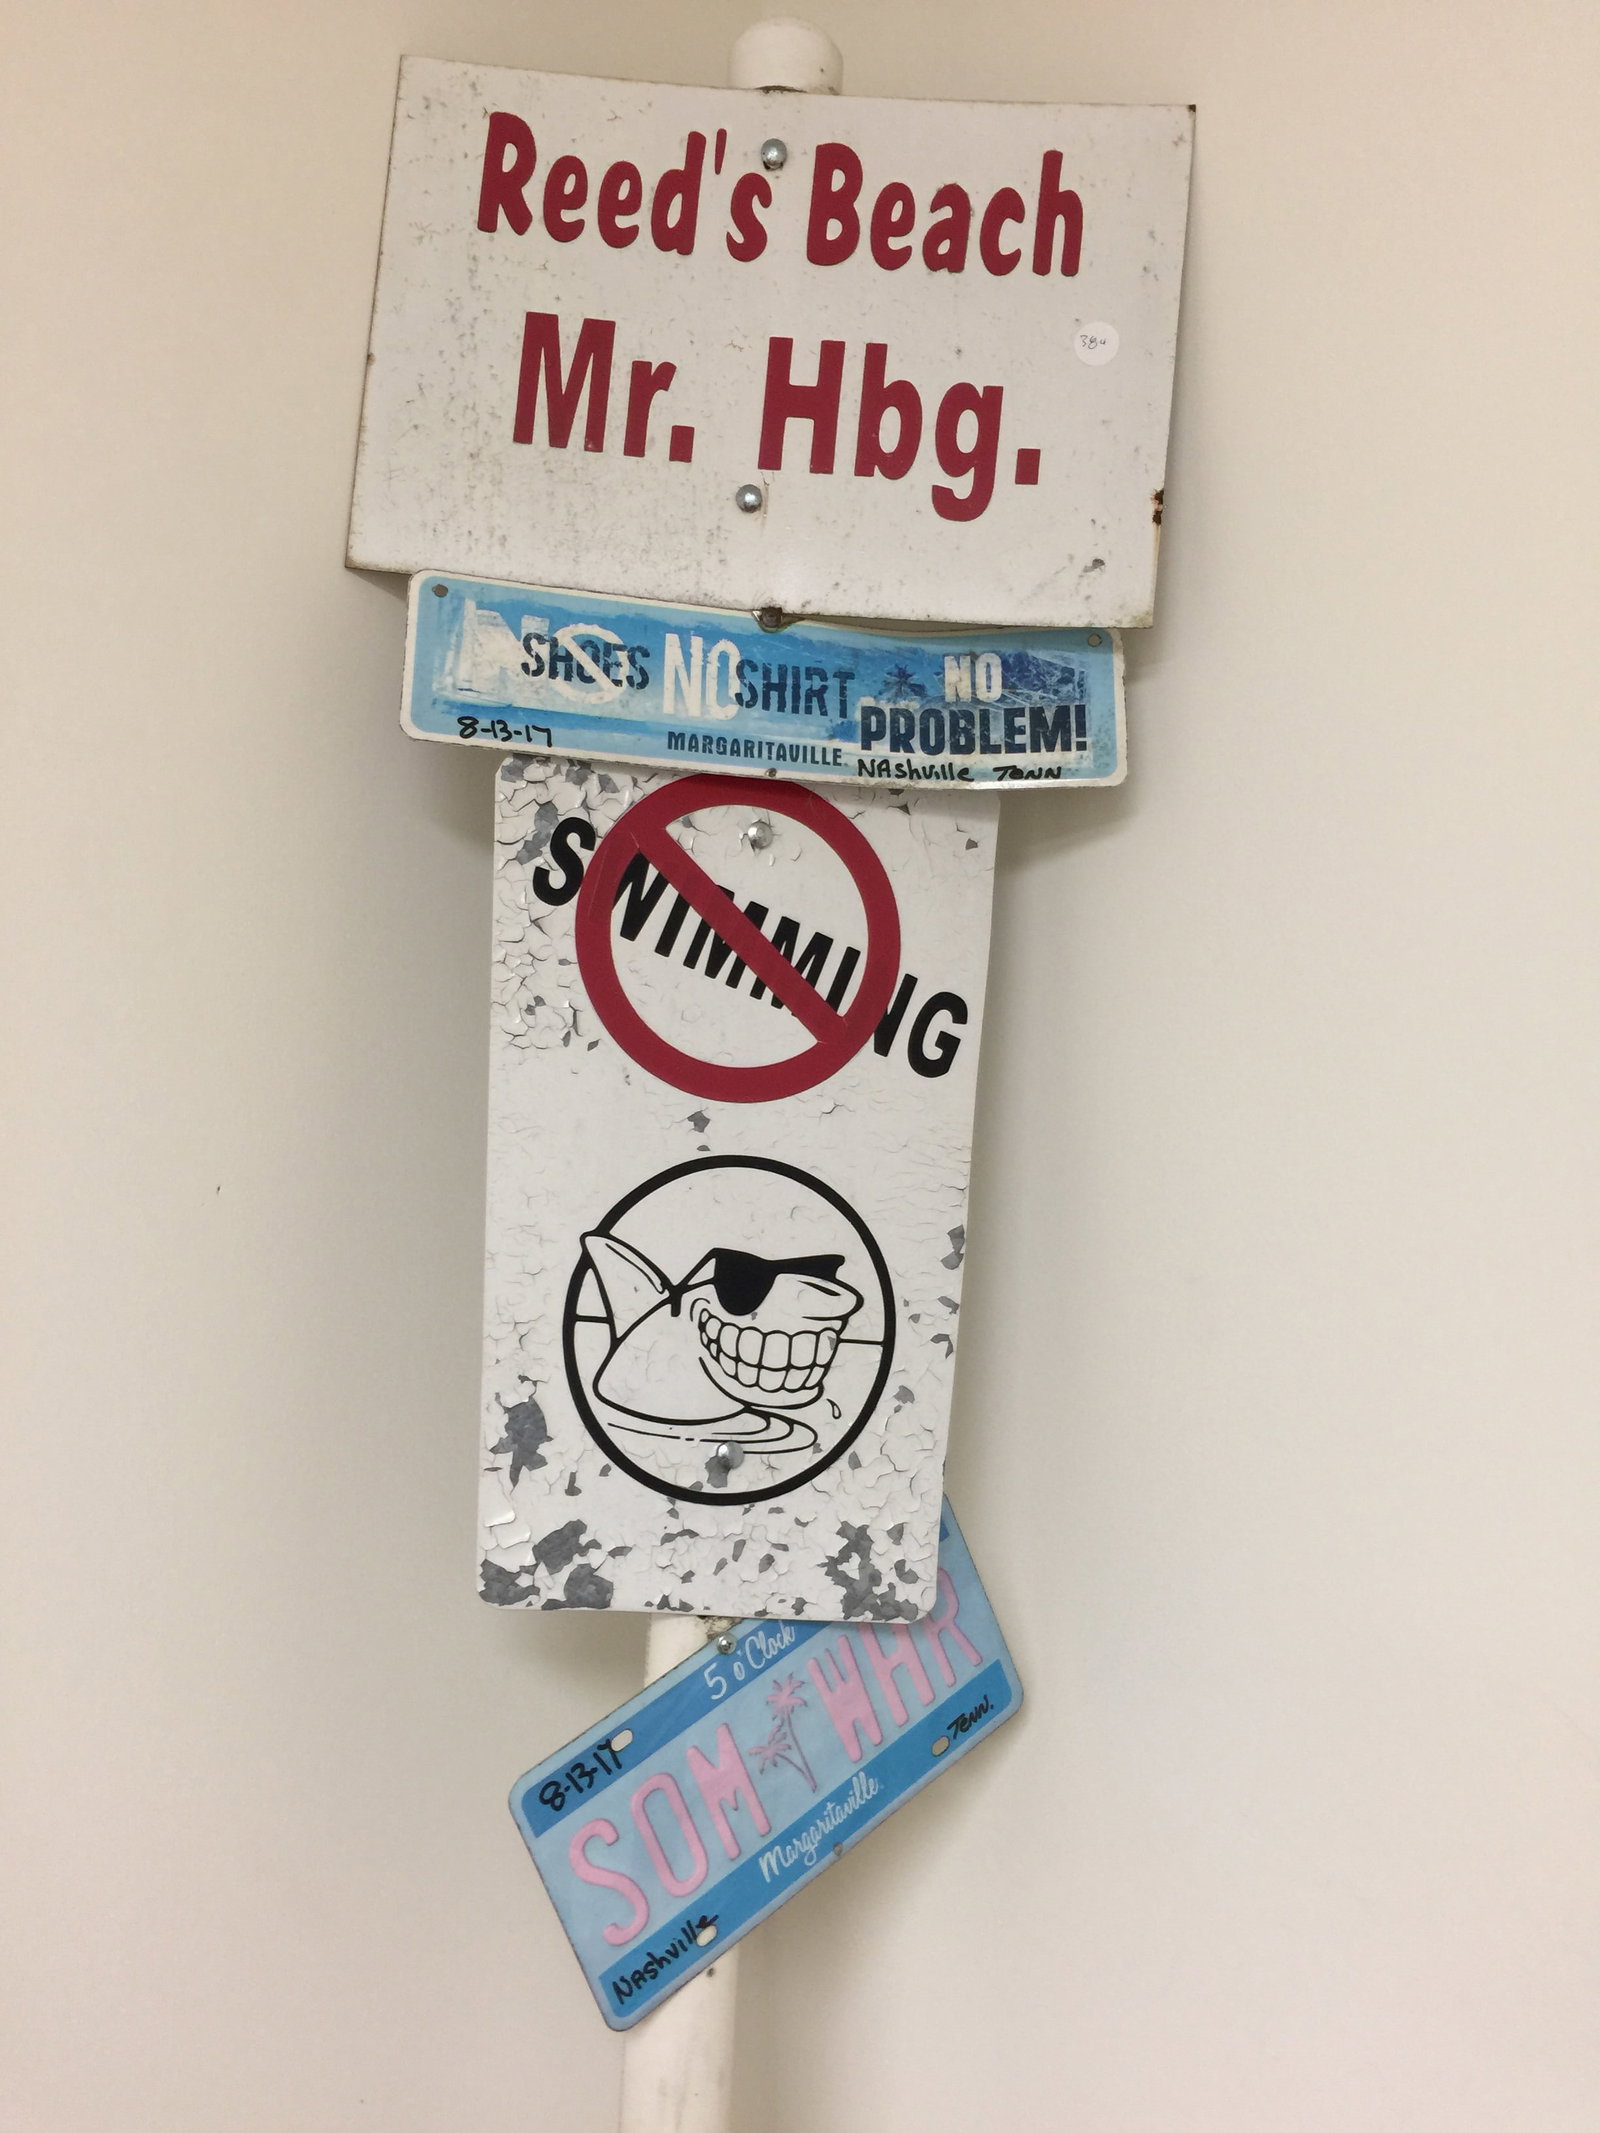 Reed's Beach
Mr. Hbg.
NO SHOES NO SHIRT NO
PROBLEM!
8-13-17
MARGARITAVILLE
NAshville Tenn
SWIMMING
5 o'Clock
8-13-17
SOM WHR
Tenn.
Margaritaville
NAshville